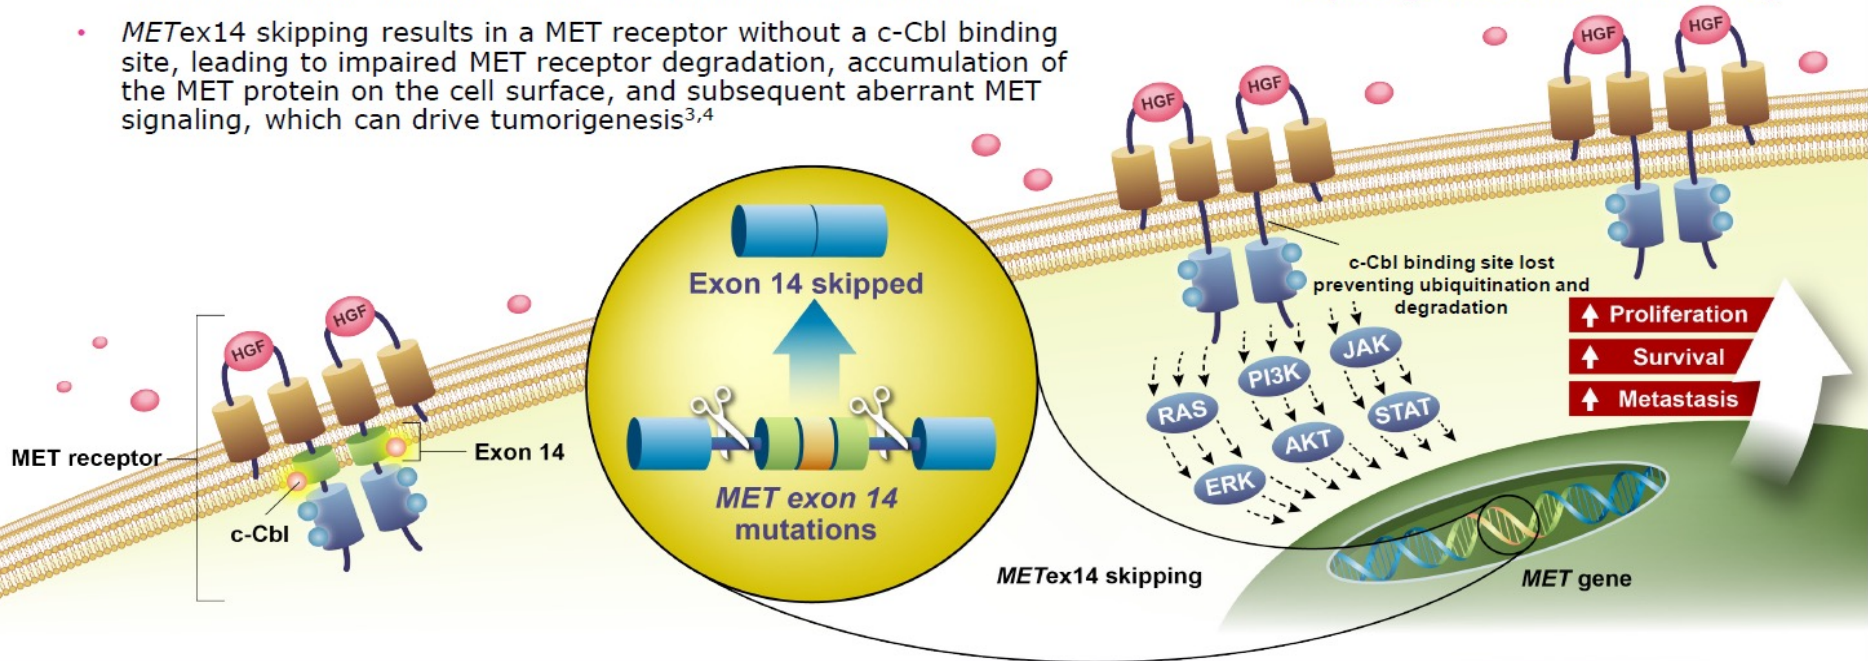 • METex14 skipping results in a MET receptor without a c-Cbl binding
site, leading to impaired MET receptor degradation, accumulation of
the MET protein on the cell surface, and subsequent aberrant MET
signaling, which can drive tumorigenesis3,4
HGF
HGF
MET receptor
Exon 14
c-Cbl
Exon 14 skipped
MET exon 14
mutations
HGF
HGF
HGF
HGF
c-Cbl binding site lost
preventing ubiquitination and
degradation
RAS
ERK
PI3K
AKT
JAK
STAT
Proliferation
Survival
Metastasis
METex14 skipping
MET gene